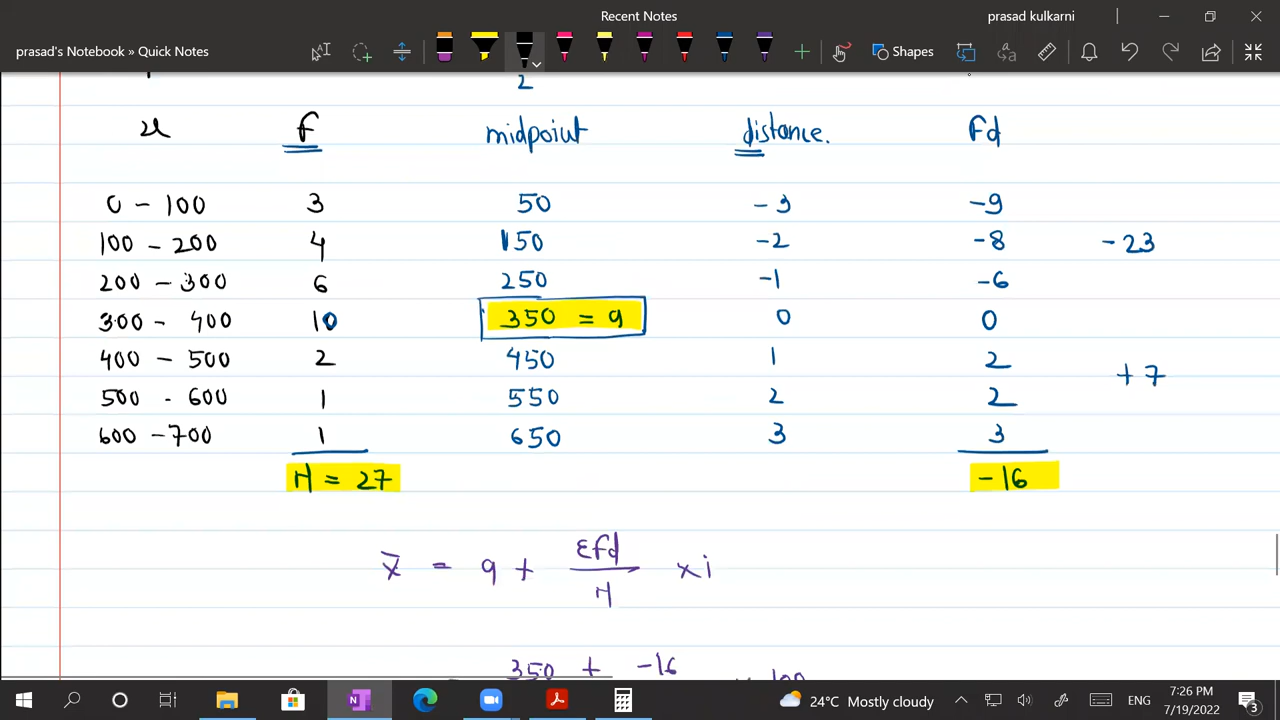 Recent Notes
prasad kulkarni
prasad's Notebook » Quick Notes
Shapes
2
x f midpoint distance. Fd
0 - 100 3 50 -3 -9
100 - 200 4 150 -2 -8 -23
200 - 300 6 250 -1 -6
300 - 400 10 350 = a 0 0
400 - 500 2 450 1 2 +7
500 - 600 1 550 2 2
600 - 700 1 650 3 3
N = 27 -16
x̄ = a + Σfd / N × i
350 + -16
× 100
24°C Mostly cloudy
ENG
7:26 PM
7/19/2022
3